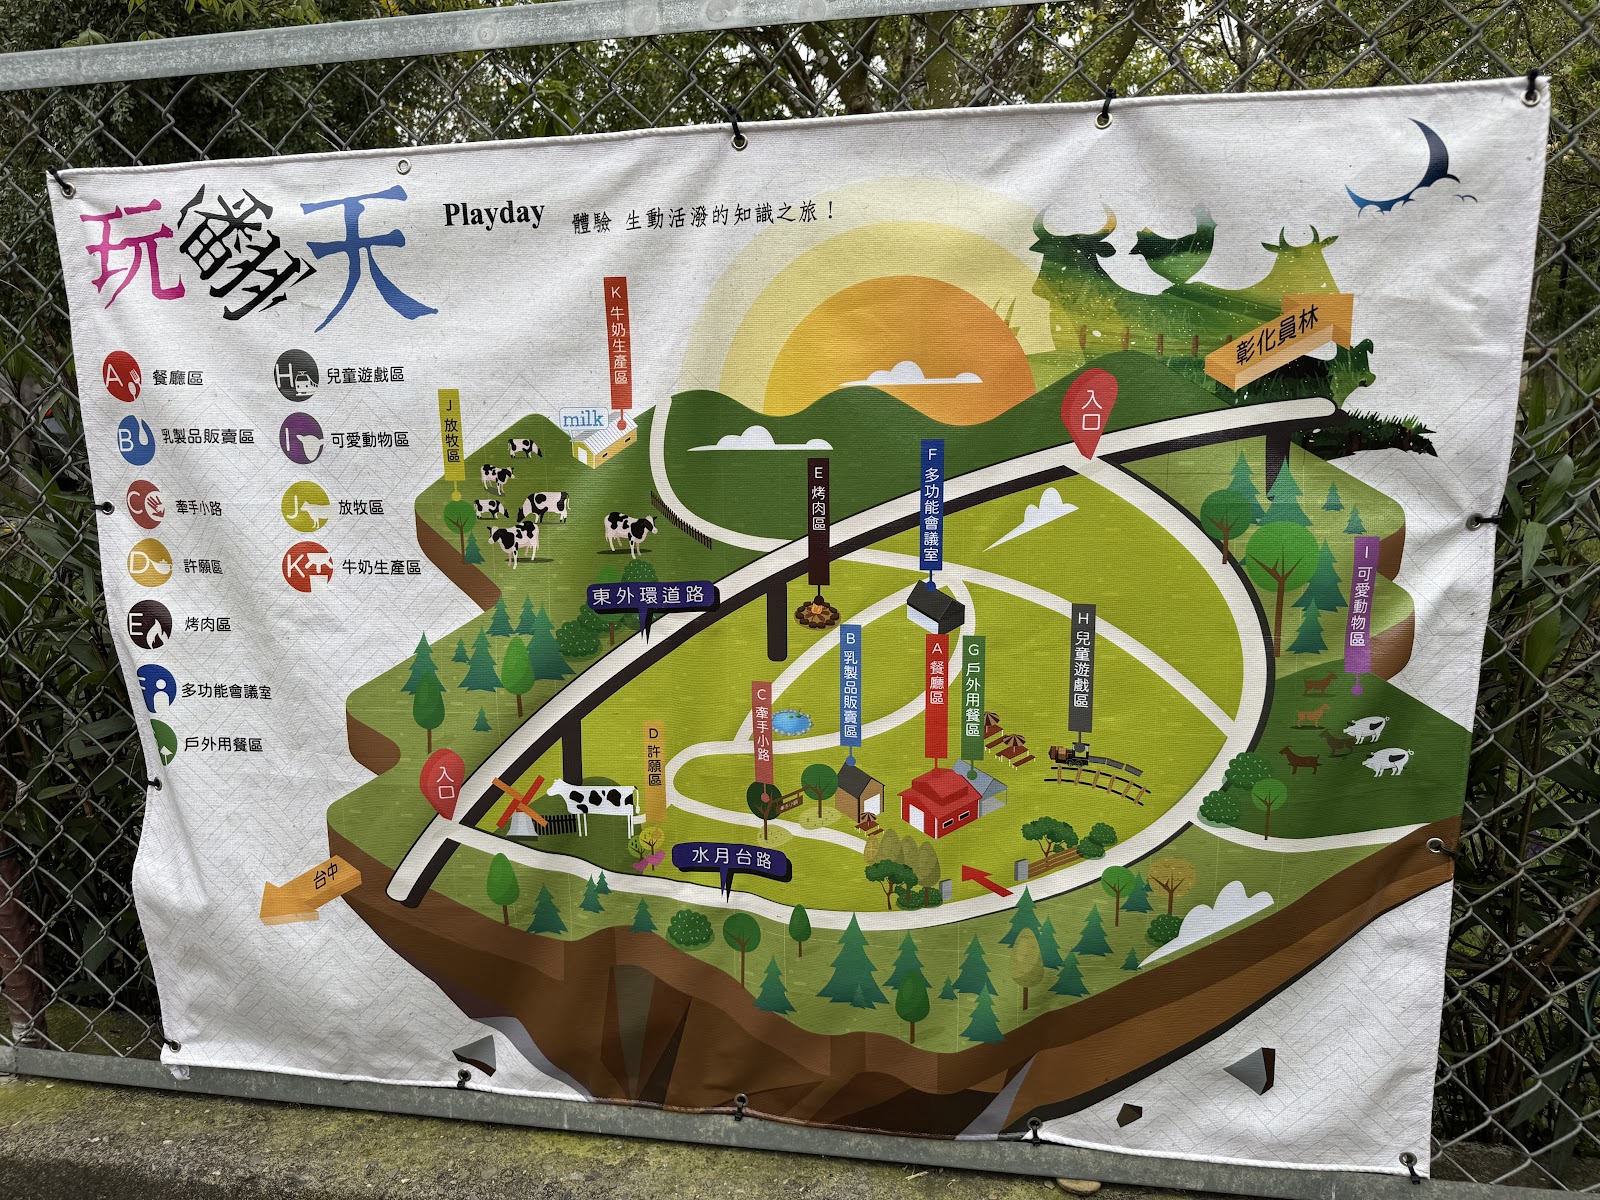 玩翻天 Playday 體驗 生動活潑的知識之旅！
A 餐廳區
B 乳製品販賣區
C 牽手小路
D 許願區
E 烤肉區
多功能會議室
戶外用餐區
H 兒童遊戲區
I 可愛動物區
J 放牧區
K 牛奶生產區
K 牛奶生產區
milk
J 放牧區
彰化員林
入口
E 烤肉區
F 多功能會議室
I 可愛動物區
東外環道路
B 乳製品販賣區
A 餐廳區
G 戶外用餐區
H 兒童遊戲區
C 牽手小路
D 許願區
入口
水月台路
台中